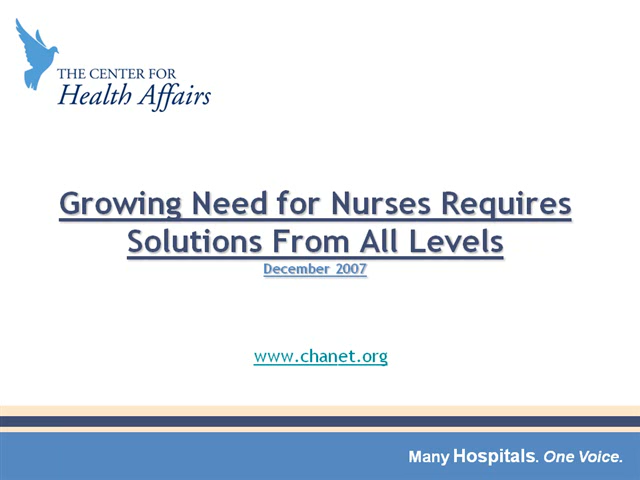 THE CENTER FOR
Health Affairs
Growing Need for Nurses Requires
Solutions From All Levels
December 2007
www.chanet.org
Many Hospitals. One Voice.